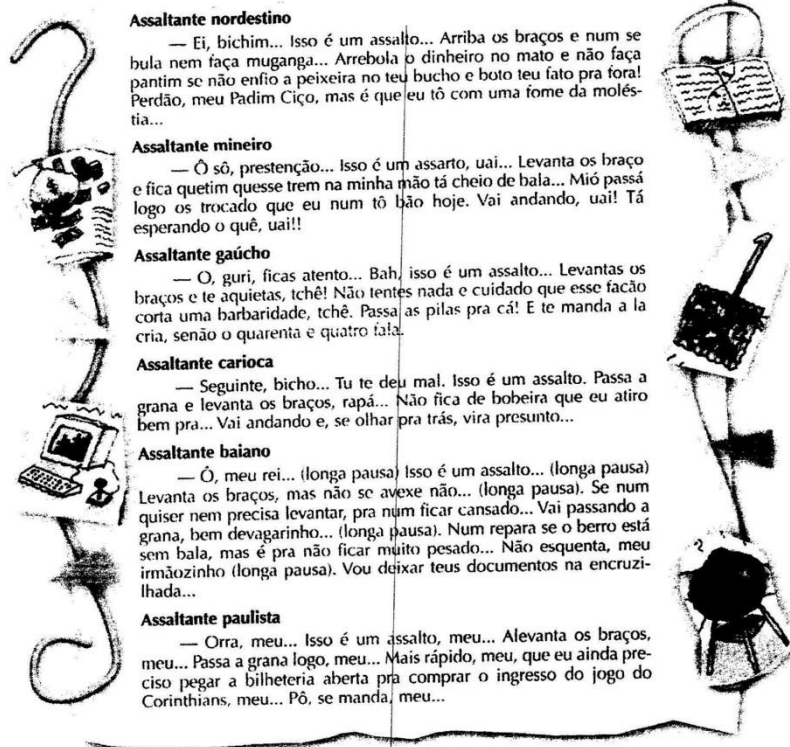 Assaltante nordestino
— Ei, bichim... Isso é um assalto... Arriba os braços e num se
bula nem faça muganga... Arrebola o dinheiro no mato e não faça
pantim se não enfio a peixeira no teu bucho e boto teu fato pra fora!
Perdão, meu Padim Ciço, mas é que eu tô com uma fome da molés-
tia...
Assaltante mineiro
— Ô sô, prestenção... Isso é um assarto, uai... Levanta os braço
e fica quetim quesse trem na minha mão tá cheio de bala... Mió passá
logo os trocado que eu num tô bão hoje. Vai andando, uai! Tá
esperando o quê, uai!!
Assaltante gaúcho
— O, guri, ficas atento... Bah, isso é um assalto... Levantas os
braços e te aquietas, tchê! Não tentes nada e cuidado que esse facão
corta uma barbaridade, tchê. Passa as pilas pra cá! E te manda a la
cria, senão o quarenta e quatro fala.
Assaltante carioca
— Seguinte, bicho... Tu te deu mal. Isso é um assalto. Passa a
grana e levanta os braços, rapá... Não fica de bobeira que eu atiro
bem pra... Vai andando e, se olhar pra trás, vira presunto...
Assaltante baiano
— Ô, meu rei... (longa pausa) Isso é um assalto... (longa pausa)
Levanta os braços, mas não se avexe não... (longa pausa). Se num
quiser nem precisa levantar, pra num ficar cansado... Vai passando a
grana, bem devagarinho... (longa pausa). Num repara se o berro está
sem bala, mas é pra não ficar muito pesado... Não esquenta, meu
irmãozinho (longa pausa). Vou deixar teus documentos na encruzi-
lhada...
Assaltante paulista
— Orra, meu... Isso é um assalto, meu... Alevanta os braços,
meu... Passa a grana logo, meu... Mais rápido, meu, que eu ainda pre-
ciso pegar a bilheteria aberta pra comprar o ingresso do jogo do
Corinthians, meu... Pô, se manda, meu...